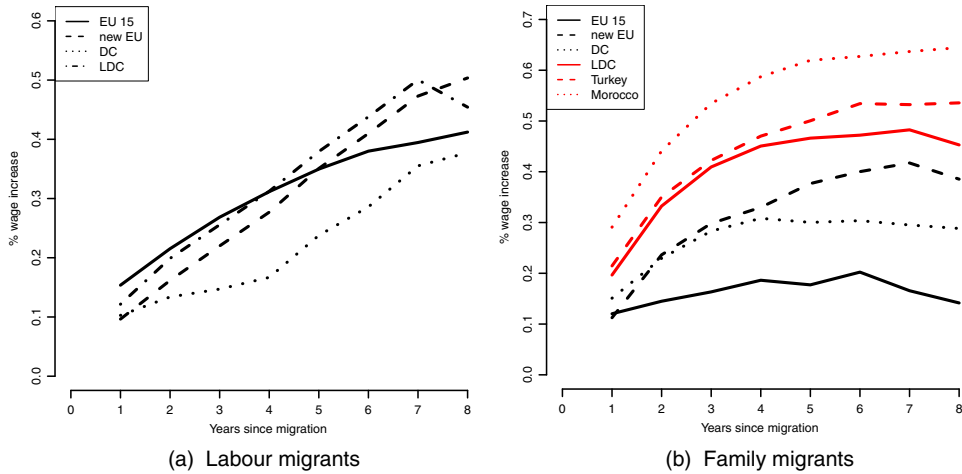 0.6
0.5
0.4
0.3
0.2
0.1
0.0
% wage increase
EU 15
new EU
DC
LDC
0 1 2 3 4 5 6 7 8
Years since migration
(a) Labour migrants
0.7
0.6
0.5
0.4
0.3
0.2
0.1
0.0
% wage increase
EU 15
new EU
DC
LDC
Turkey
Morocco
0 1 2 3 4 5 6 7 8
Years since migration
(b) Family migrants